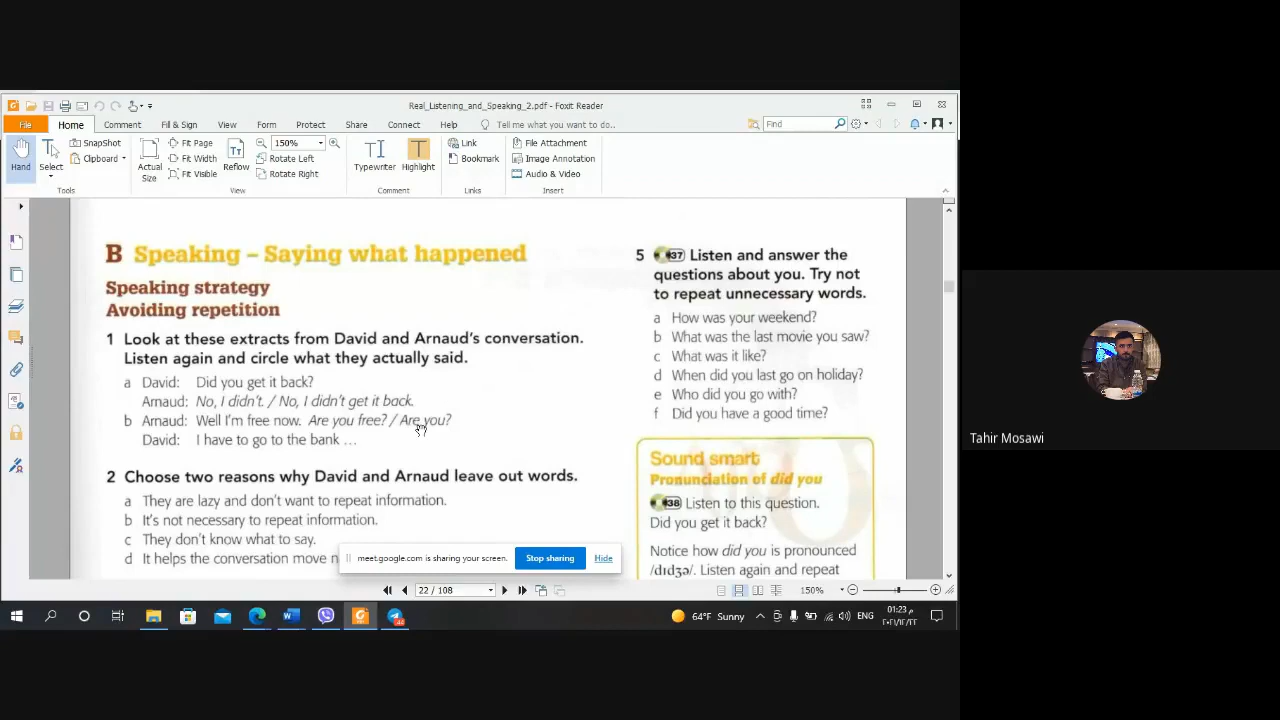 Real_Listening_and_Speaking_2.pdf - Foxit Reader
File Home Comment Fill & Sign View Form Protect Share Connect Help Tell me what you want to do.. Find
Hand
Select
SnapShot
Clipboard
Tools
Actual Size
Fit Page
Fit Width
Fit Visible
Reflow
150%
Rotate Left
Rotate Right
View
Typewriter
Highlight
Comment
Link
Bookmark
Links
File Attachment
Image Annotation
Audio & Video
Insert
B Speaking – Saying what happened
Speaking strategy
Avoiding repetition
1 Look at these extracts from David and Arnaud's conversation.
Listen again and circle what they actually said.
a David: Did you get it back?
Arnaud: No, I didn't. / No, I didn't get it back.
b Arnaud: Well I'm free now. Are you free? / Are you?
David: I have to go to the bank ...
2 Choose two reasons why David and Arnaud leave out words.
a They are lazy and don't want to repeat information.
b It's not necessary to repeat information.
c They don't know what to say.
d It helps the conversation move
5 37 Listen and answer the
questions about you. Try not
to repeat unnecessary words.
a How was your weekend?
b What was the last movie you saw?
c What was it like?
d When did you last go on holiday?
e Who did you go with?
f Did you have a good time?
Sound smart
Pronunciation of did you
38 Listen to this question.
Did you get it back?
Notice how did you is pronounced
/dɪdʒə/. Listen again and repeat
meet.google.com is sharing your screen. Stop sharing Hide
22 / 108
150%
64°F Sunny
ENG
01:23 م
Tahir Mosawi